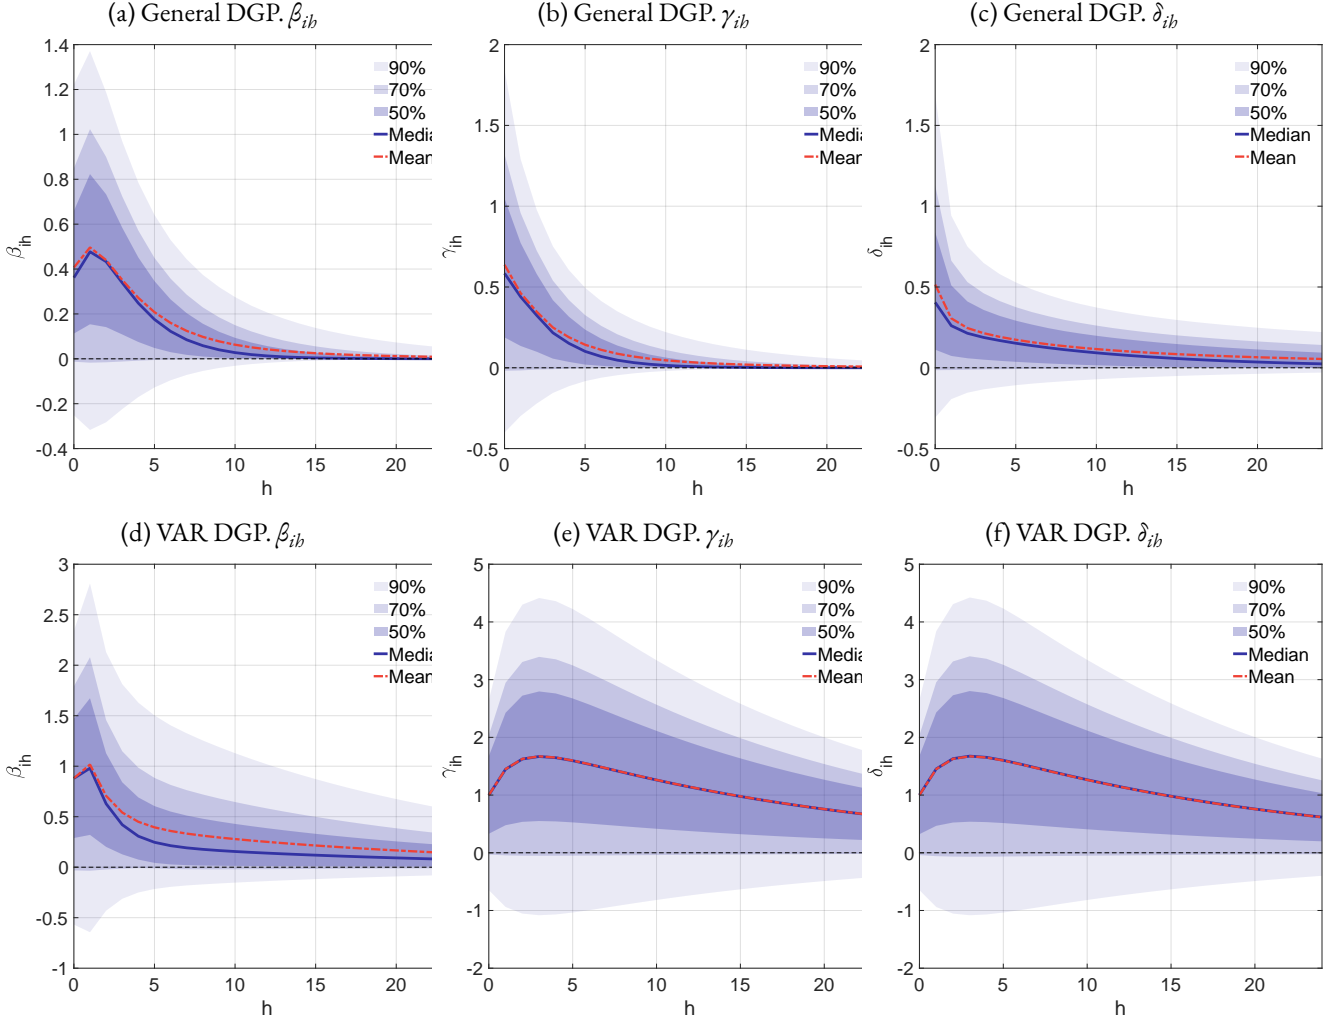 (a) General DGP. β_ih
1.4
1.2
1
0.8
0.6
0.4
0.2
0
-0.2
-0.4
β_ih
0 5 10 15 20
h
90%
70%
50%
Media
Mean
(b) General DGP. γ_ih
2
1.5
1
0.5
0
-0.5
γ_ih
0 5 10 15 20
h
90%
70%
50%
Media
Mean
(c) General DGP. δ_ih
2
1.5
1
0.5
0
-0.5
δ_ih
0 5 10 15 20
h
90%
70%
50%
Median
Mean
(d) VAR DGP. β_ih
3
2.5
2
1.5
1
0.5
0
-0.5
-1
β_ih
0 5 10 15 20
h
90%
70%
50%
Media
Mean
(e) VAR DGP. γ_ih
5
4
3
2
1
0
-1
-2
γ_ih
0 5 10 15 20
h
90%
70%
50%
Media
Mean
(f) VAR DGP. δ_ih
5
4
3
2
1
0
-1
-2
δ_ih
0 5 10 15 20
h
90%
70%
50%
Median
Mean